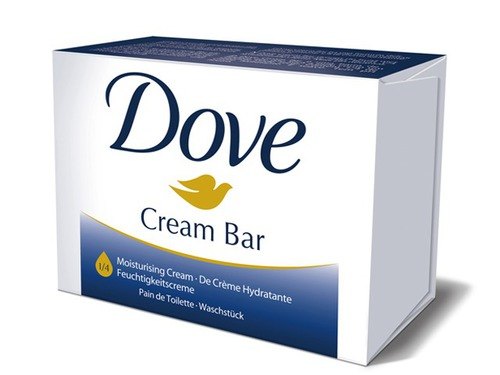 Dove
Cream Bar
1/4
Moisturising Cream · De Crème Hydratante
Feuchtigkeitscreme
Pain de Toilette · Waschstück